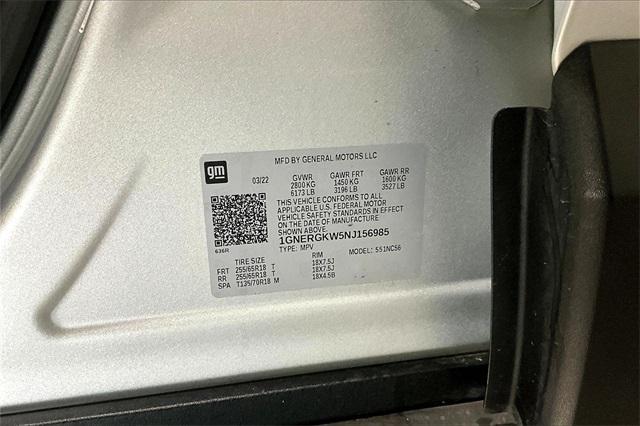 MFD BY GENERAL MOTORS LLC
gm
03/22 GVWR GAWR FRT GAWR RR
2800 KG 1450 KG 1600 KG
6173 LB 3196 LB 3527 LB
THIS VEHICLE CONFORMS TO ALL
APPLICABLE U.S. FEDERAL MOTOR
VEHICLE SAFETY STANDARDS IN EFFECT
ON THE DATE OF MANUFACTURE
SHOWN ABOVE.
1GNERGKW5NJ156985
636R
TYPE: MPV MODEL: SS1NC56
TIRE SIZE RIM
FRT 255/65R18 T 18X7.5J
RR 255/65R18 T 18X7.5J
SPA T135/70R18 M 18X4.5B